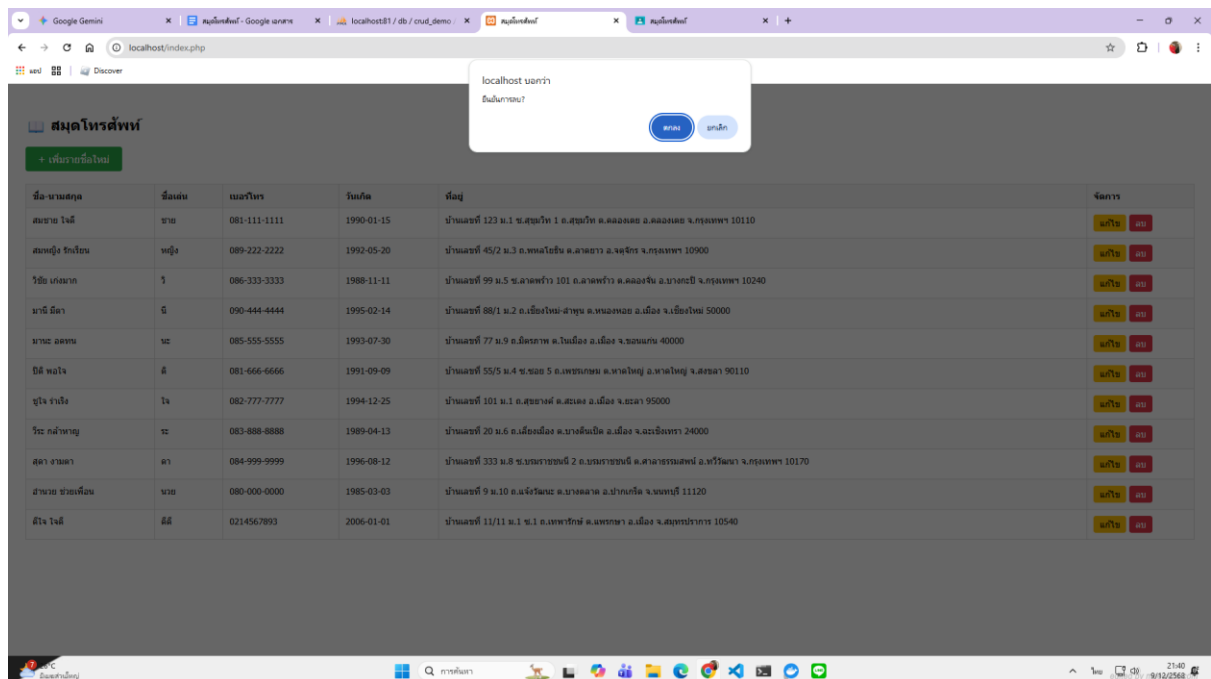 Google Gemini
สมุดโทรศัพท์ - Google เอกสาร
localhost:81 / db / crud_demo /
สมุดโทรศัพท์
สมุดโทรศัพท์
localhost/index.php
แอป
Discover
localhost บอกว่า
ยืนยันการลบ?
ตกลง ยกเลิก
สมุดโทรศัพท์
+ เพิ่มรายชื่อใหม่
ชื่อ-นามสกุล ชื่อเล่น เบอร์โทร วันเกิด ที่อยู่ จัดการ
สมชาย ใจดี ชาย 081-111-1111 1990-01-15 บ้านเลขที่ 123 ม.1 ซ.สุขุมวิท 1 ถ.สุขุมวิท ต.คลองเตย อ.คลองเตย จ.กรุงเทพฯ 10110 แก้ไข ลบ
สมหญิง รักเรียน หญิง 089-222-2222 1992-05-20 บ้านเลขที่ 45/2 ม.3 ถ.พหลโยธิน ต.ลาดยาว อ.จตุจักร จ.กรุงเทพฯ 10900 แก้ไข ลบ
วิชัย เก่งมาก วิ 086-333-3333 1988-11-11 บ้านเลขที่ 99 ม.5 ซ.ลาดพร้าว 101 ถ.ลาดพร้าว ต.คลองจั่น อ.บางกะปิ จ.กรุงเทพฯ 10240 แก้ไข ลบ
มานี มีตา นี 090-444-4444 1995-02-14 บ้านเลขที่ 88/1 ม.2 ถ.เชียงใหม่-ลำพูน ต.หนองหอย อ.เมือง จ.เชียงใหม่ 50000 แก้ไข ลบ
มานะ อดทน นะ 085-555-5555 1993-07-30 บ้านเลขที่ 77 ม.9 ถ.มิตรภาพ ต.ในเมือง อ.เมือง จ.ขอนแก่น 40000 แก้ไข ลบ
ปิติ พอใจ ติ 081-666-6666 1991-09-09 บ้านเลขที่ 55/5 ม.4 ซ.ซอย 5 ถ.เพชรเกษม ต.หาดใหญ่ อ.หาดใหญ่ จ.สงขลา 90110 แก้ไข ลบ
ชูใจ ร่าเริง ใจ 082-777-7777 1994-12-25 บ้านเลขที่ 101 ม.1 ถ.สุขยางค์ ต.สะเตง อ.เมือง จ.ยะลา 95000 แก้ไข ลบ
วีระ กล้าหาญ ระ 083-888-8888 1989-04-13 บ้านเลขที่ 20 ม.6 ถ.เลี่ยงเมือง ต.บางตีนเป็ด อ.เมือง จ.ฉะเชิงเทรา 24000 แก้ไข ลบ
สุดา งามตา ดา 084-999-9999 1996-08-12 บ้านเลขที่ 333 ม.8 ซ.บรมราชชนนี 2 ถ.บรมราชชนนี ต.ศาลาธรรมสพน์ อ.ทวีวัฒนา จ.กรุงเทพฯ 10170 แก้ไข ลบ
อำนวย ช่วยเพื่อน นวย 080-000-0000 1985-03-03 บ้านเลขที่ 9 ม.10 ถ.แจ้งวัฒนะ ต.บางตลาด อ.ปากเกร็ด จ.นนทบุรี 11120 แก้ไข ลบ
ดีใจ ใจดี ดีดี 0214567893 2006-01-01 บ้านเลขที่ 11/11 ม.1 ซ.1 ถ.เทพารักษ์ ต.แพรกษา อ.เมือง จ.สมุทรปราการ 10540 แก้ไข ลบ
7
การค้นหา
ไทย
21:40
9/12/2568